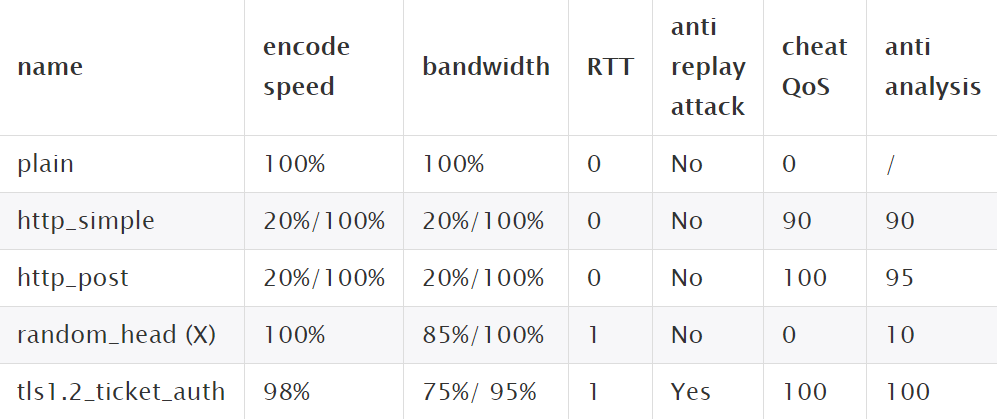 name encode speed bandwidth RTT anti replay attack cheat QoS anti analysis
plain 100% 100% 0 No 0 /
http_simple 20%/100% 20%/100% 0 No 90 90
http_post 20%/100% 20%/100% 0 No 100 95
random_head (X) 100% 85%/100% 1 No 0 10
tls1.2_ticket_auth 98% 75%/ 95% 1 Yes 100 100